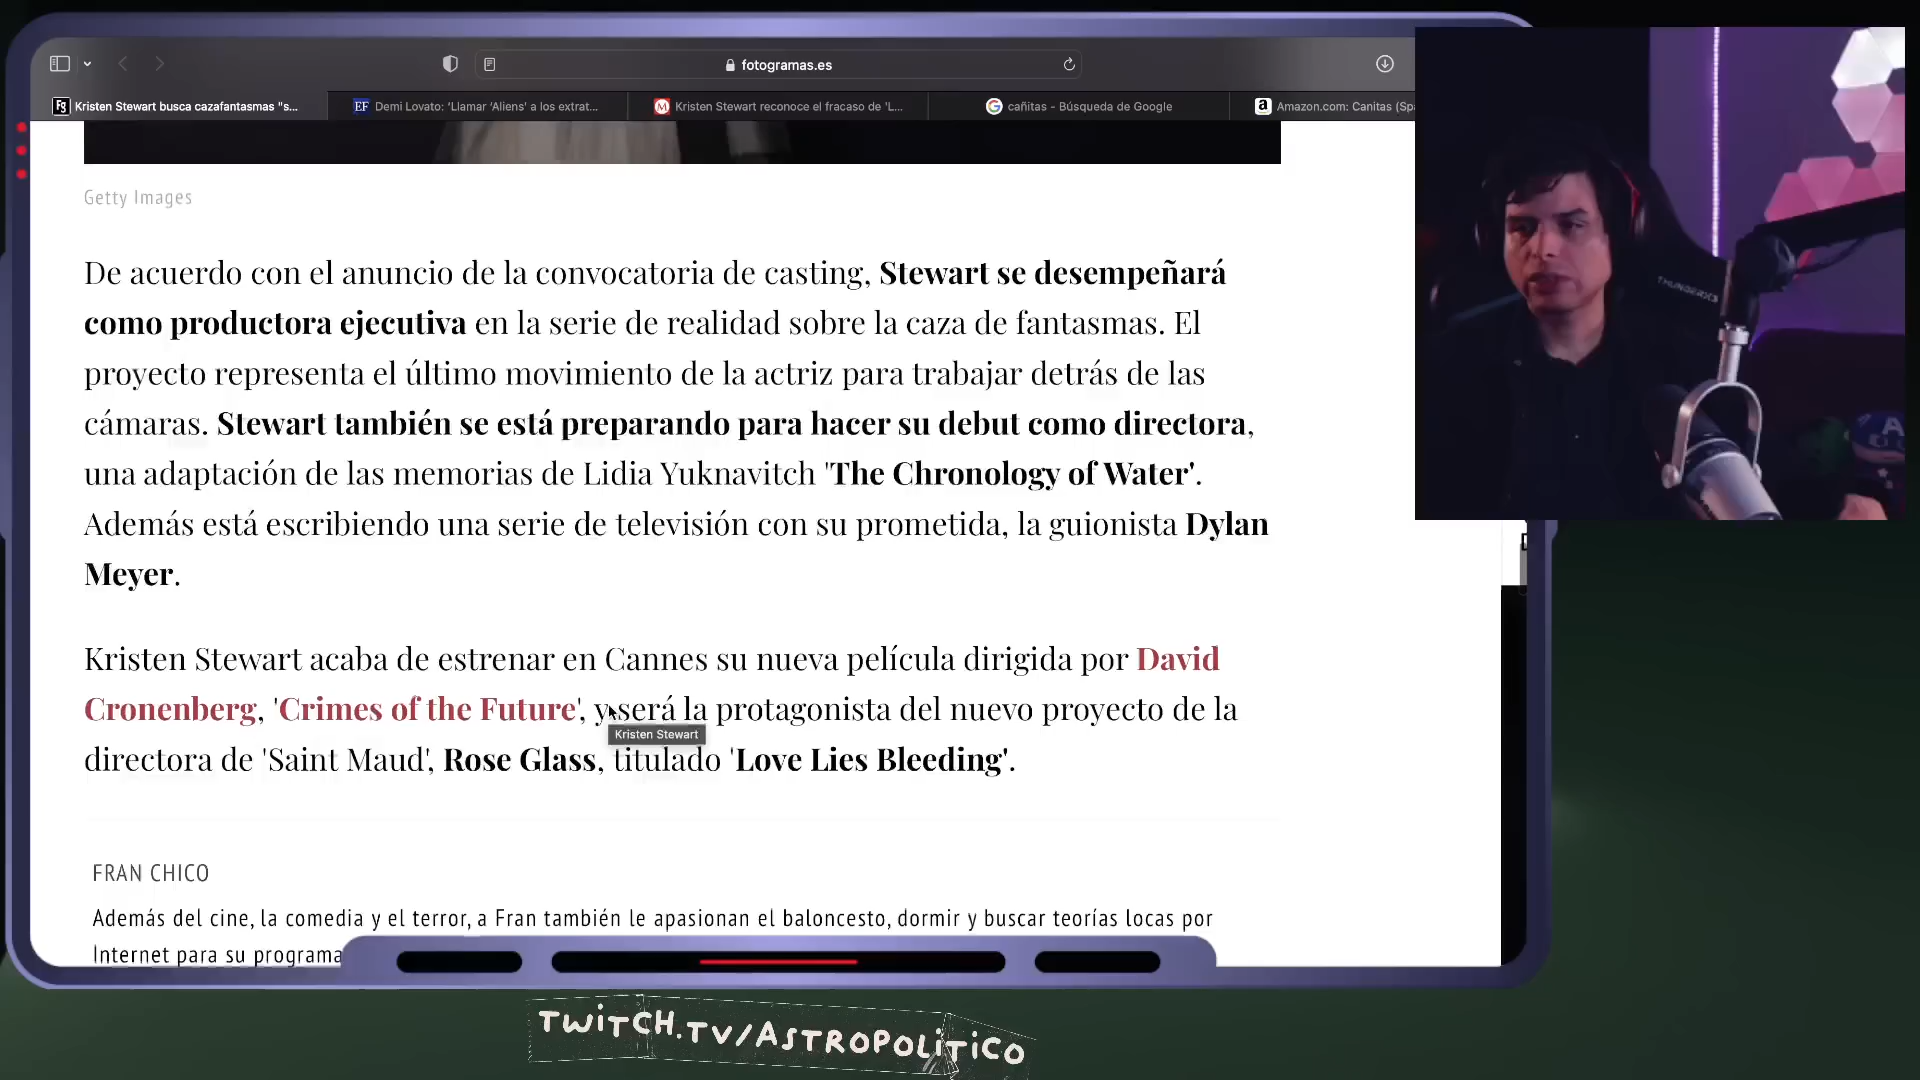 fotogramas.es
Kristen Stewart busca cazafantasmas "s...
EF Demi Lovato: 'Llamar 'Aliens' a los extrat...
M Kristen Stewart reconoce el fracaso de 'L...
cañitas - Búsqueda de Google
Amazon.com: Canitas (Spa
Getty Images
De acuerdo con el anuncio de la convocatoria de casting, Stewart se desempeñará
como productora ejecutiva en la serie de realidad sobre la caza de fantasmas. El
proyecto representa el último movimiento de la actriz para trabajar detrás de las
cámaras. Stewart también se está preparando para hacer su debut como directora,
una adaptación de las memorias de Lidia Yuknavitch 'The Chronology of Water'.
Además está escribiendo una serie de televisión con su prometida, la guionista Dylan
Meyer.
Kristen Stewart acaba de estrenar en Cannes su nueva película dirigida por David
Cronenberg, 'Crimes of the Future', y será la protagonista del nuevo proyecto de la
Kristen Stewart
directora de 'Saint Maud', Rose Glass, titulado 'Love Lies Bleeding'.
FRAN CHICO
Además del cine, la comedia y el terror, a Fran también le apasionan el baloncesto, dormir y buscar teorías locas por
Internet para su programa
TWITCH.TV/ASTROPOLITICO